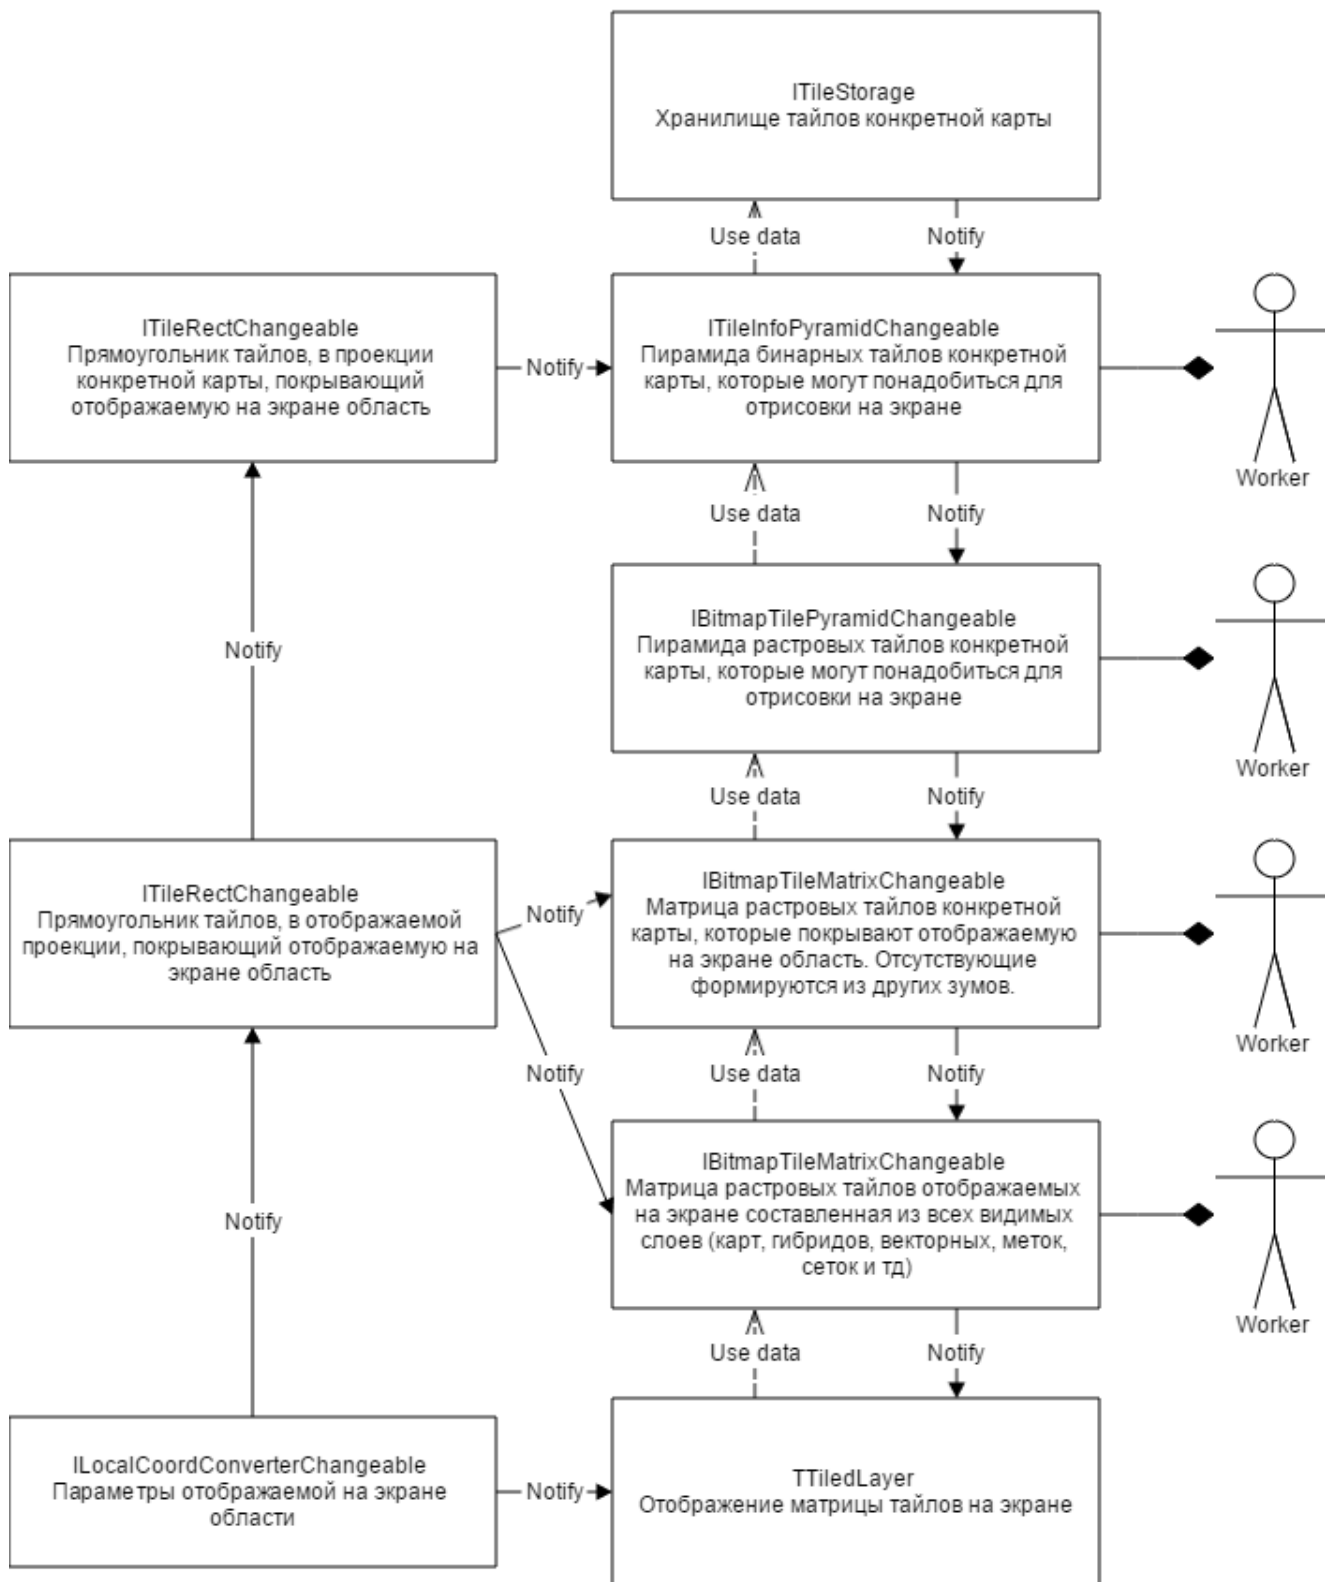 ITileStorage
Хранилище тайлов конкретной карты
Use data
Notify
ITileRectChangeable
Прямоугольник тайлов, в проекции
конкретной карты, покрывающий
отображаемую на экране область
Notify
ITileInfoPyramidChangeable
Пирамида бинарных тайлов конкретной
карты, которые могут понадобиться для
отрисовки на экране
Worker
Use data
Notify
Notify
IBitmapTilePyramidChangeable
Пирамида растровых тайлов конкретной
карты, которые могут понадобиться для
отрисовки на экране
Worker
Use data
Notify
ITileRectChangeable
Прямоугольник тайлов, в отображаемой
проекции, покрывающий отображаемую на
экране область
Notify
IBitmapTileMatrixChangeable
Матрица растровых тайлов конкретной
карты, которые покрывают отображаемую
на экране область. Отсутствующие
формируются из других зумов.
Worker
Notify
Use data
Notify
Notify
IBitmapTileMatrixChangeable
Матрица растровых тайлов отображаемых
на экране составленная из всех видимых
слоев (карт, гибридов, векторных, меток,
сеток и тд)
Worker
Use data
Notify
ILocalCoordConverterChangeable
Параметры отображаемой на экране
области
Notify
TTiledLayer
Отображение матрицы тайлов на экране